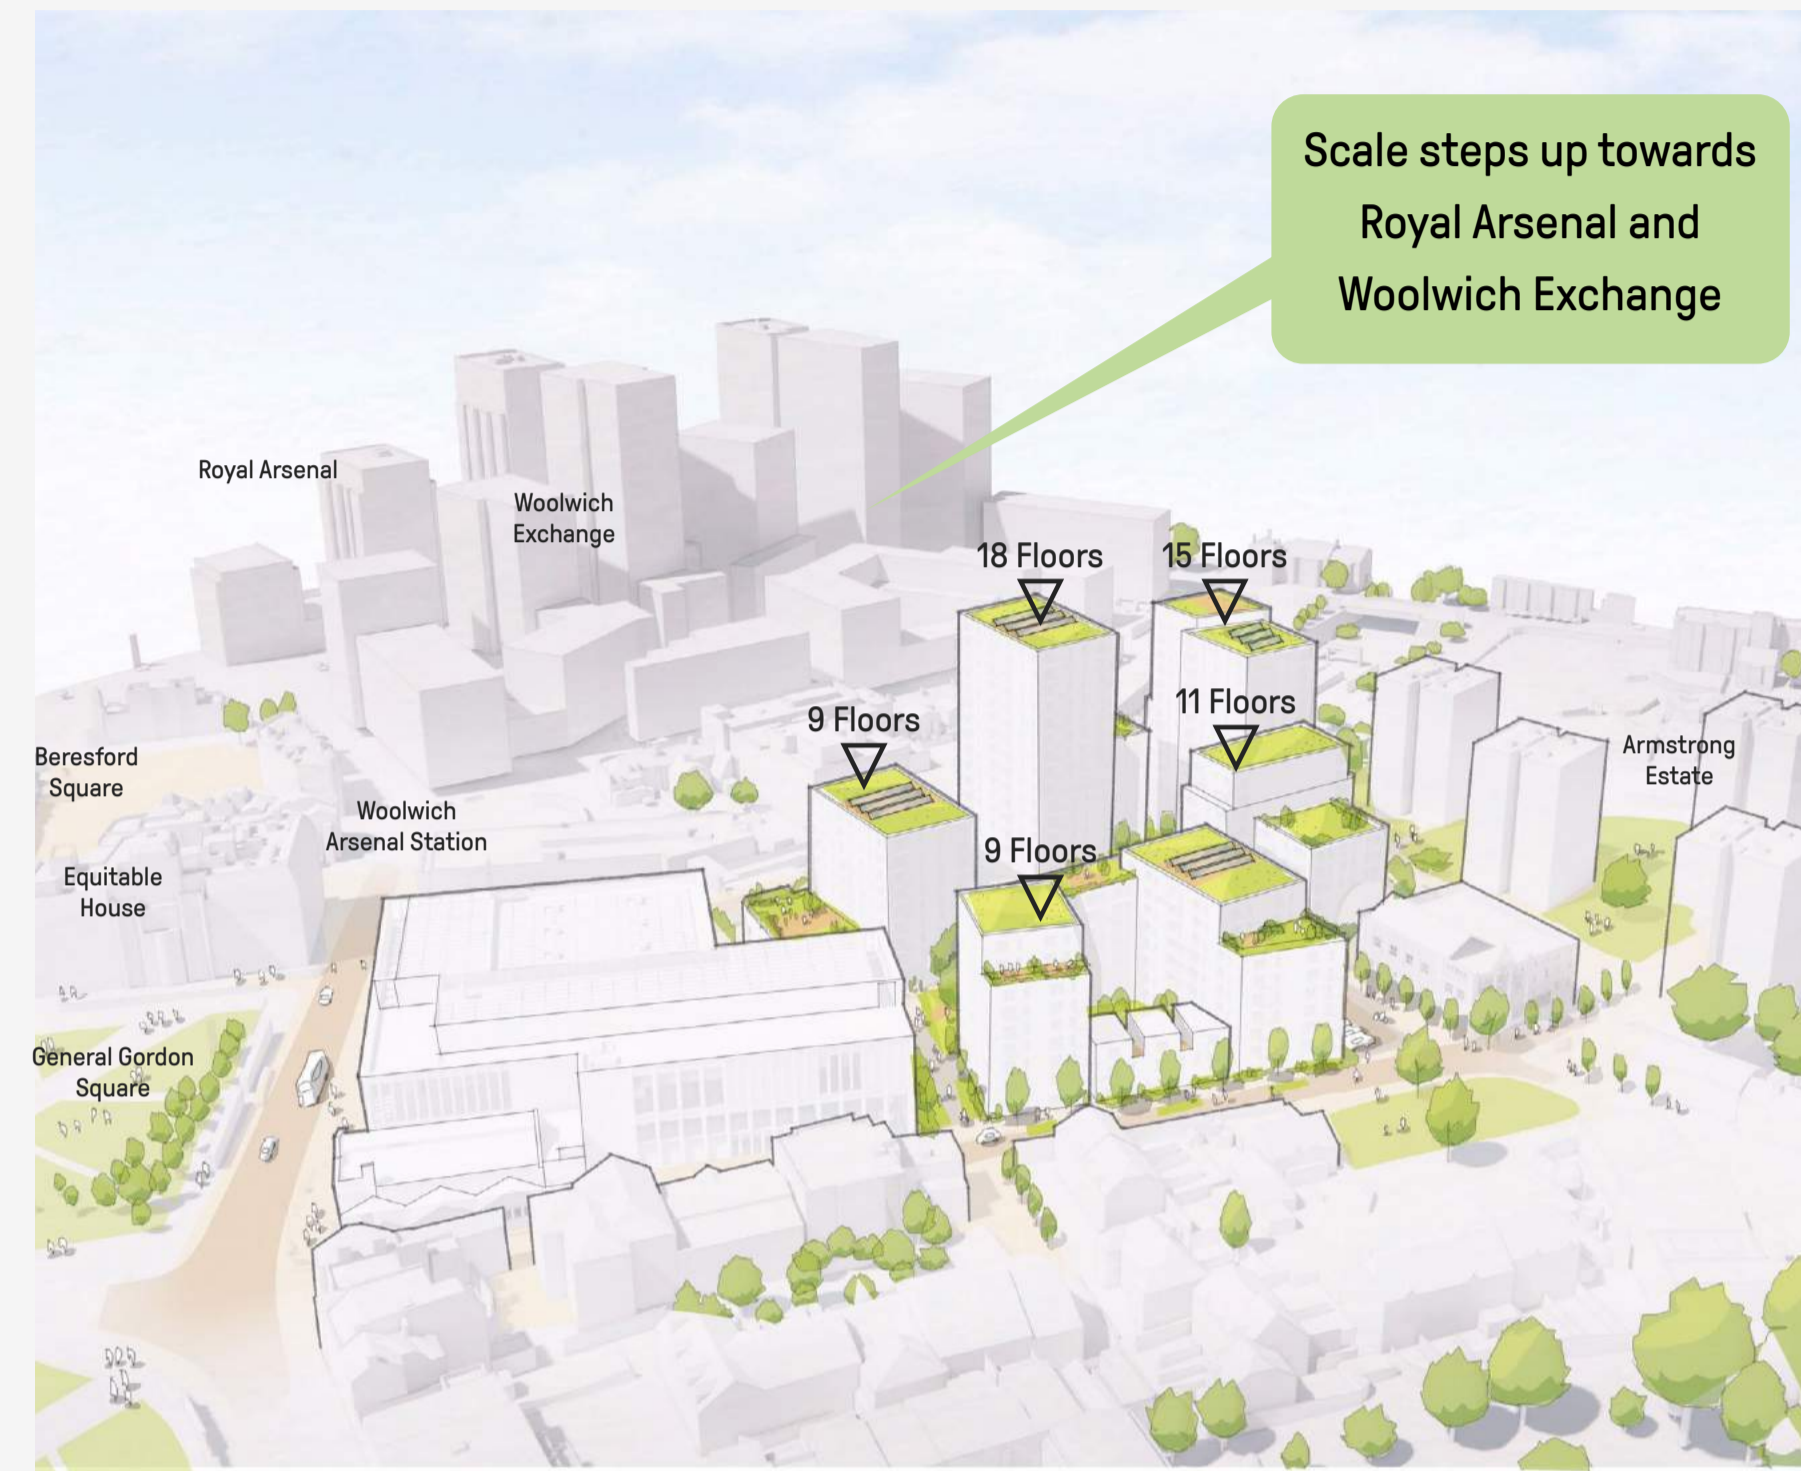 Scale steps up towards
Royal Arsenal and
Woolwich Exchange
Royal Arsenal
Woolwich
Exchange
18 Floors
15 Floors
11 Floors
9 Floors
Beresford
Square
Armstrong
Estate
Woolwich
Arsenal Station
9 Floors
Equitable
House
General Gordon
Square